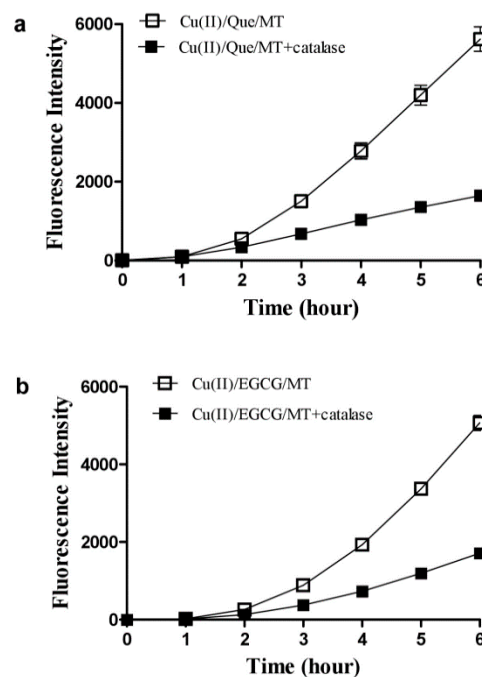 a
Cu(II)/Que/MT
Cu(II)/Que/MT+catalase
Fluorescence Intensity
6000
4000
2000
0
0 1 2 3 4 5 6
Time (hour)
b
Cu(II)/EGCG/MT
Cu(II)/EGCG/MT+catalase
Fluorescence Intensity
6000
4000
2000
0
0 1 2 3 4 5 6
Time (hour)